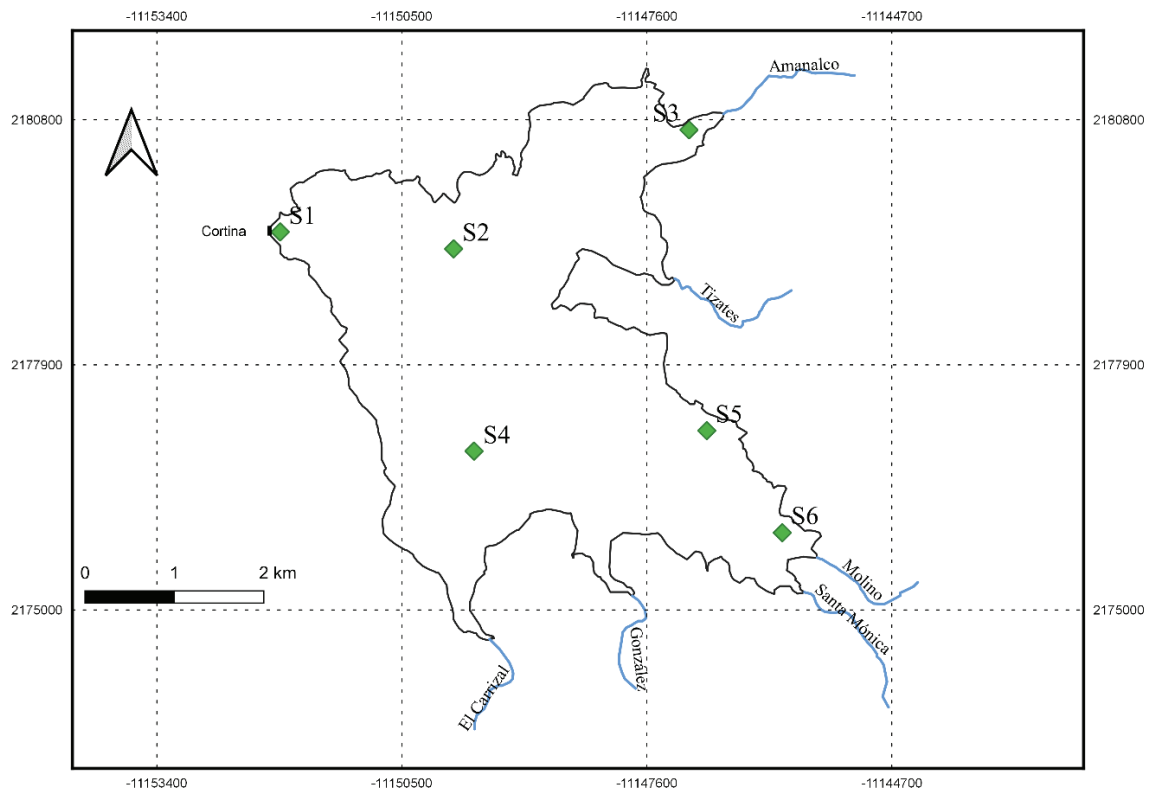 -11153400 -11150500 -11147600 -11144700
Amanalco
2180800 S3 2180800
S1
Cortina S2
Tizates
2177900 2177900
S5
S4
S6
0 1 2 km
Molino
Santa Mónica
2175000 2175000
González
El Carrizal
-11153400 -11150500 -11147600 -11144700